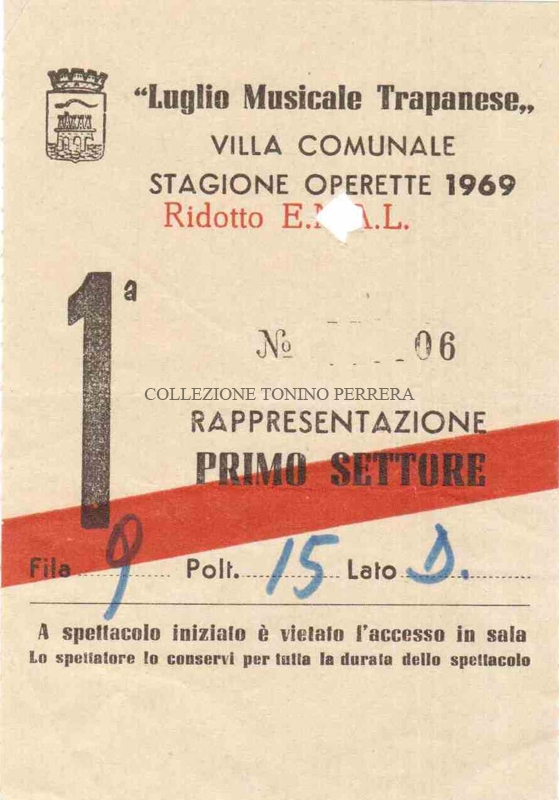 "Luglio Musicale Trapanese„
VILLA COMUNALE
STAGIONE OPERETTE 1969
Ridotto E.N.A.L.
1ª
No 06
COLLEZIONE TONINO PERRERA
RAPPRESENTAZIONE
PRIMO SETTORE
Fila 9 Polt. 15 Lato D.
A spettacolo iniziato è vietato l'accesso in sala
Lo spettatore lo conservi per tutta la durata dello spettacolo